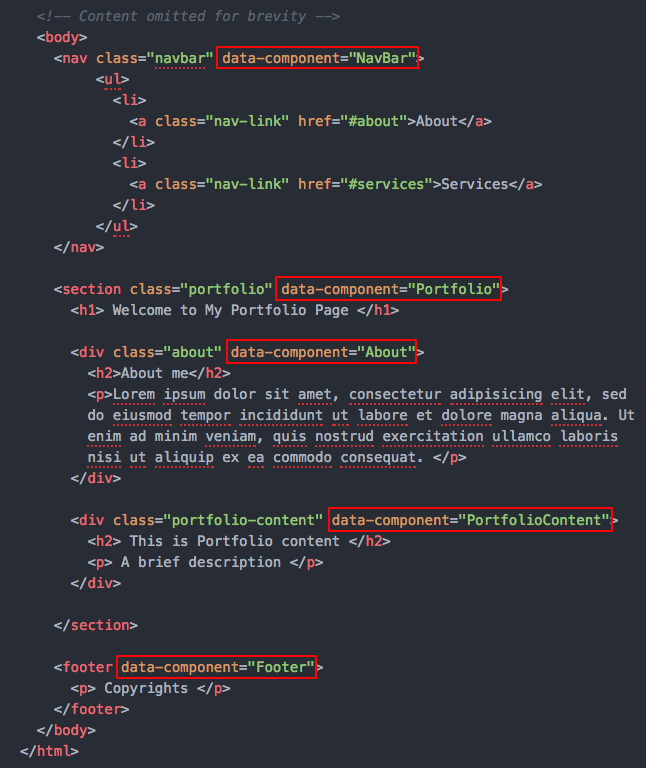 <!-- Content omitted for brevity -->
<body>
<nav class="navbar" data-component="NavBar">
<ul>
<li>
<a class="nav-link" href="#about">About</a>
</li>
<li>
<a class="nav-link" href="#services">Services</a>
</li>
</ul>
</nav>
<section class="portfolio" data-component="Portfolio">
<h1> Welcome to My Portfolio Page </h1>
<div class="about" data-component="About">
<h2>About me</h2>
<p>Lorem ipsum dolor sit amet, consectetur adipisicing elit, sed
do eiusmod tempor incididunt ut labore et dolore magna aliqua. Ut
enim ad minim veniam, quis nostrud exercitation ullamco laboris
nisi ut aliquip ex ea commodo consequat. </p>
</div>
<div class="portfolio-content" data-component="PortfolioContent">
<h2> This is Portfolio content </h2>
<p> A brief description </p>
</div>
</section>
<footer data-component="Footer">
<p> Copyrights </p>
</footer>
</body>
</html>